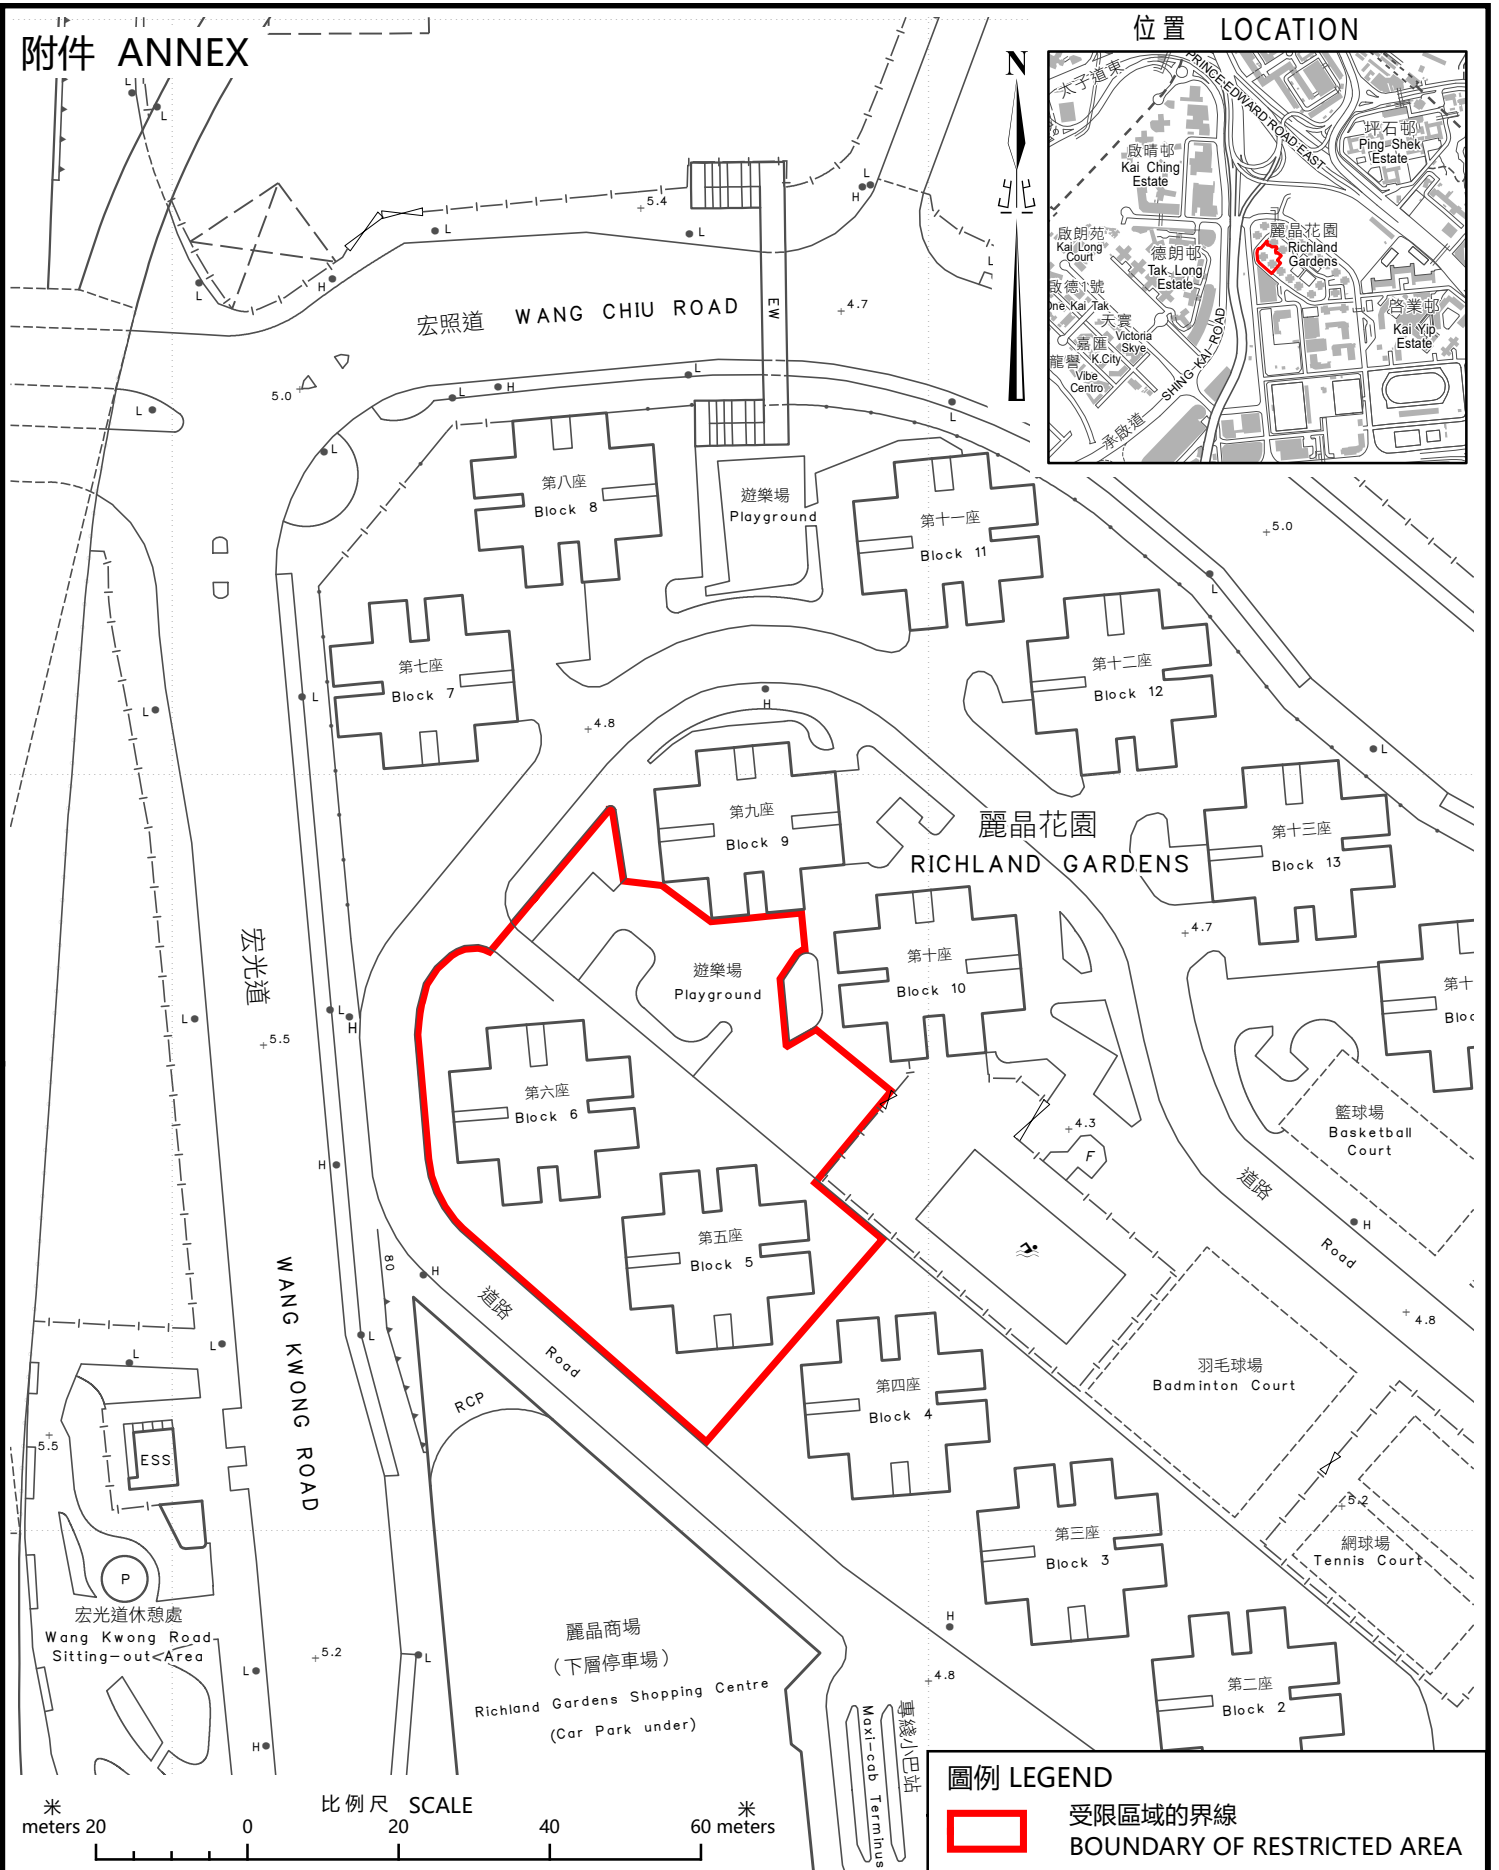 附件 ANNEX
位置 LOCATION
N
太子道東
PRINCE EDWARD ROAD EAST
坪石邨
Ping Shek
Estate
啟晴邨
Kai Ching
Estate
麗晶花園
Richland
Gardens
啟朗苑
Kai Long
Court
德朗邨
Tak Long
Estate
啟德1號
One Kai Tak
天寰
Victoria
Skye
嘉匯
K.City
龍譽
Vibe
Centro
SHING KAI ROAD
承啟道
啓業邨
Kai Yip
Estate
宏照道 WANG CHIU ROAD
EW
5.4
4.7
5.0
5.0
第八座
Block 8
遊樂場
Playground
第十一座
Block 11
第七座
Block 7
第十二座
Block 12
4.8
第九座
Block 9
麗晶花園
RICHLAND GARDENS
第十三座
Block 13
4.7
宏光道
5.5
遊樂場
Playground
第十座
Block 10
第十
第六座
Block 6
4.3
F
籃球場
Basketball
Court
道路
Road
第五座
Block 5
WANG KWONG ROAD
80
道路
Road
RCP
第四座
Block 4
羽毛球場
Badminton Court
4.8
5.5
ESS
第三座
Block 3
5.2
網球場
Tennis Court
P
宏光道休憩處
Wang Kwong Road
Sitting-out Area
5.2
麗晶商場
（下層停車場）
Richland Gardens Shopping Centre
(Car Park under)
4.8
專綫小巴站
Maxi-cab Terminus
第二座
Block 2
比例尺 SCALE
米
meters 20 0 20 40 60 meters
米
圖例 LEGEND
受限區域的界線
BOUNDARY OF RESTRICTED AREA